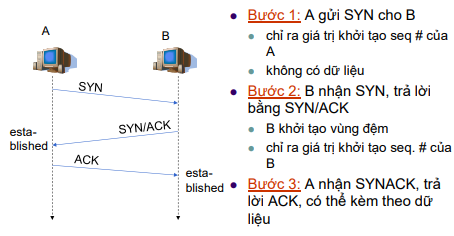 A
B
SYN
SYN/ACK
esta-
blished
ACK
esta-
blished
Bước 1: A gửi SYN cho B
chỉ ra giá trị khởi tạo seq # của
A
không có dữ liệu
Bước 2: B nhận SYN, trả lời
bằng SYN/ACK
B khởi tạo vùng đệm
chỉ ra giá trị khởi tạo seq. # của
B
Bước 3: A nhận SYNACK, trả
lời ACK, có thể kèm theo dữ
liệu